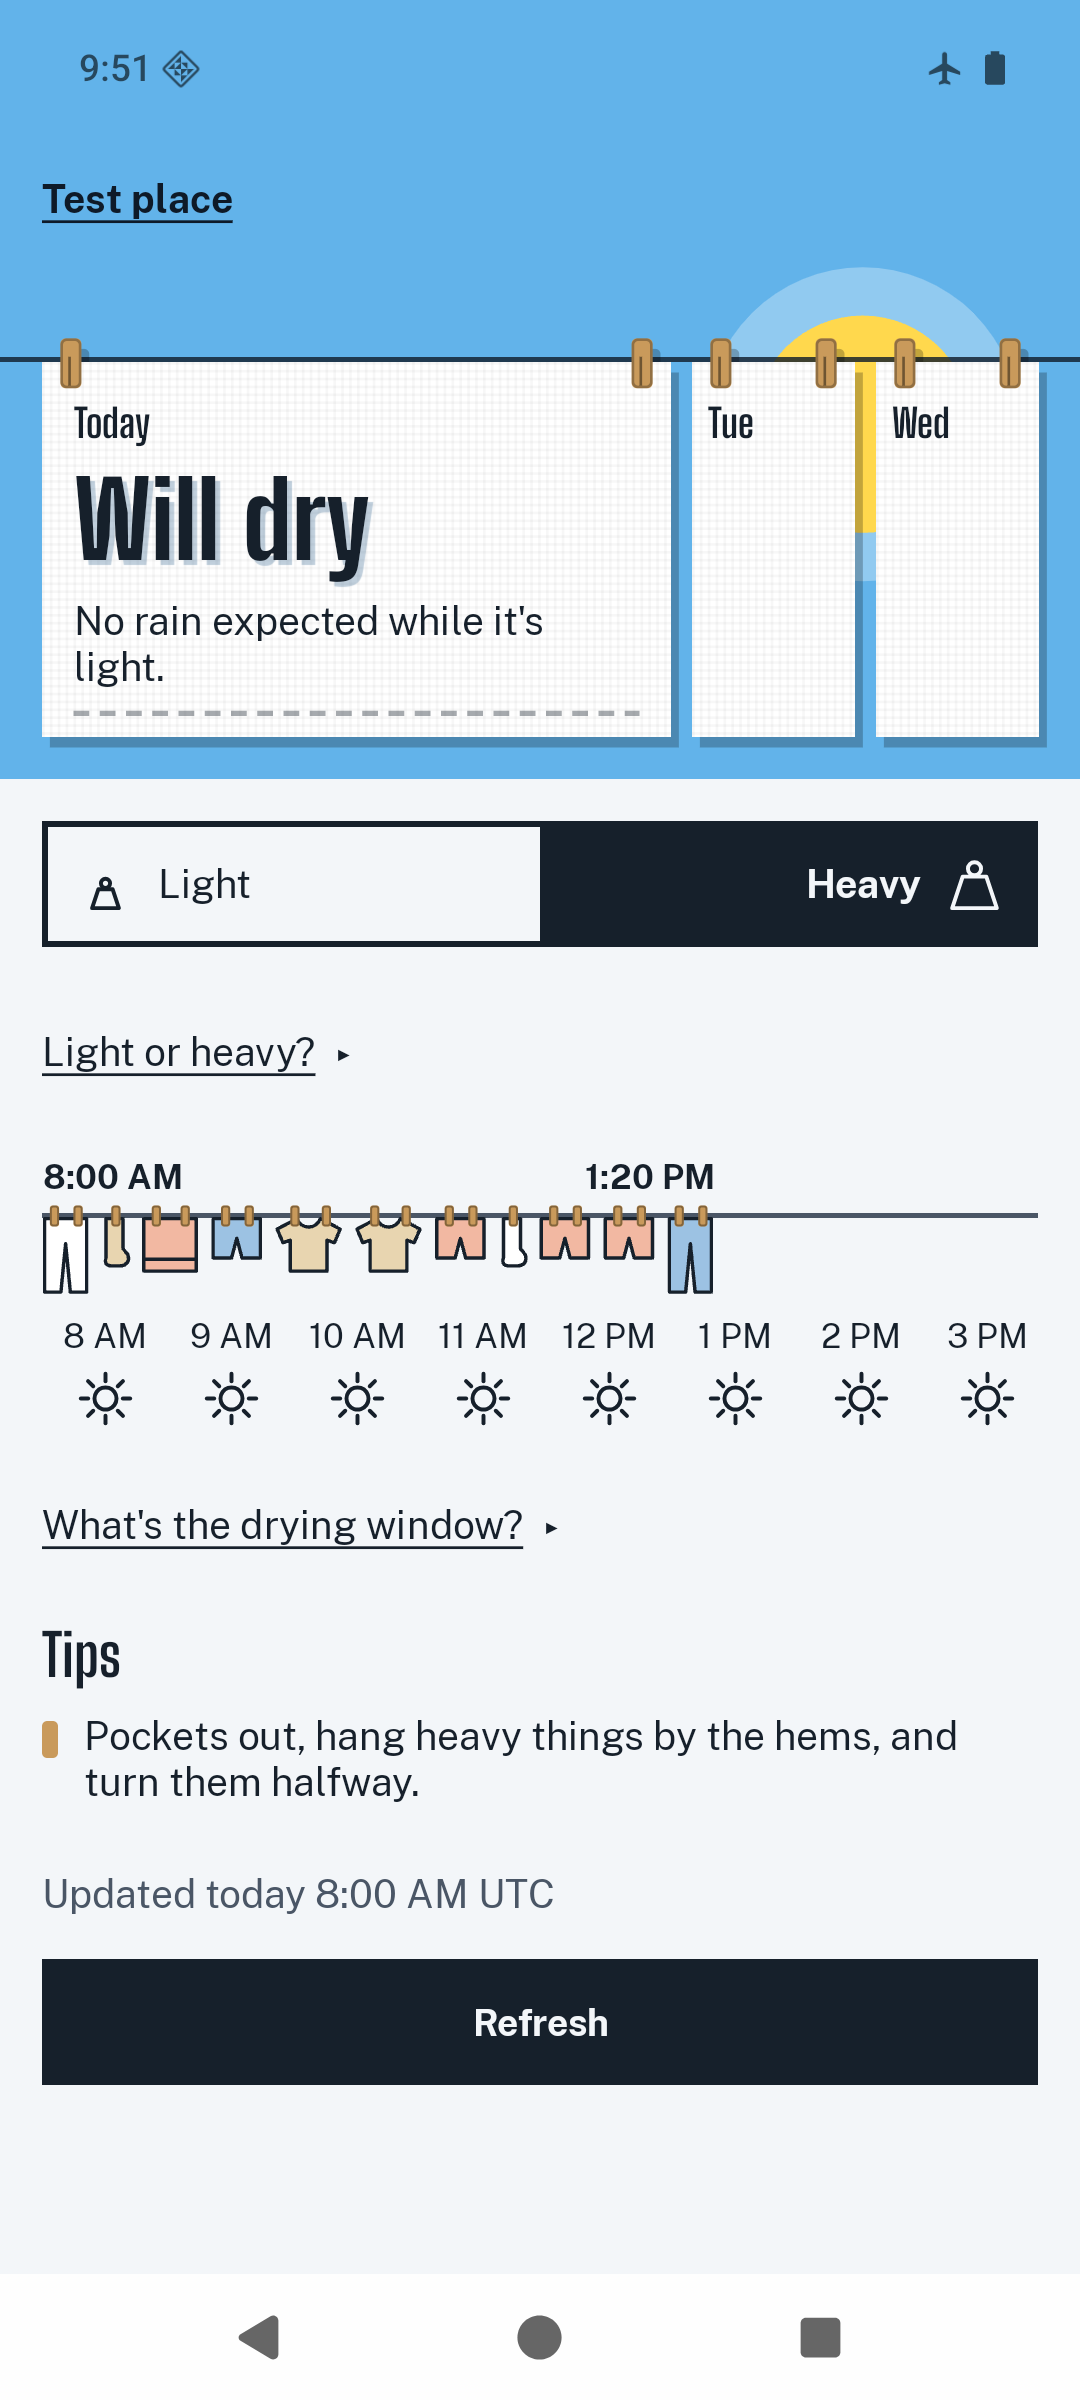 9:51
Test place
Today
Tue
Wed
Will dry
No rain expected while it's
light.
Light
Heavy
Light or heavy?
8:00 AM
1:20 PM
8 AM
9 AM
10 AM
11 AM
12 PM
1 PM
2 PM
3 PM
What's the drying window?
Tips
Pockets out, hang heavy things by the hems, and
turn them halfway.
Updated today 8:00 AM UTC
Refresh